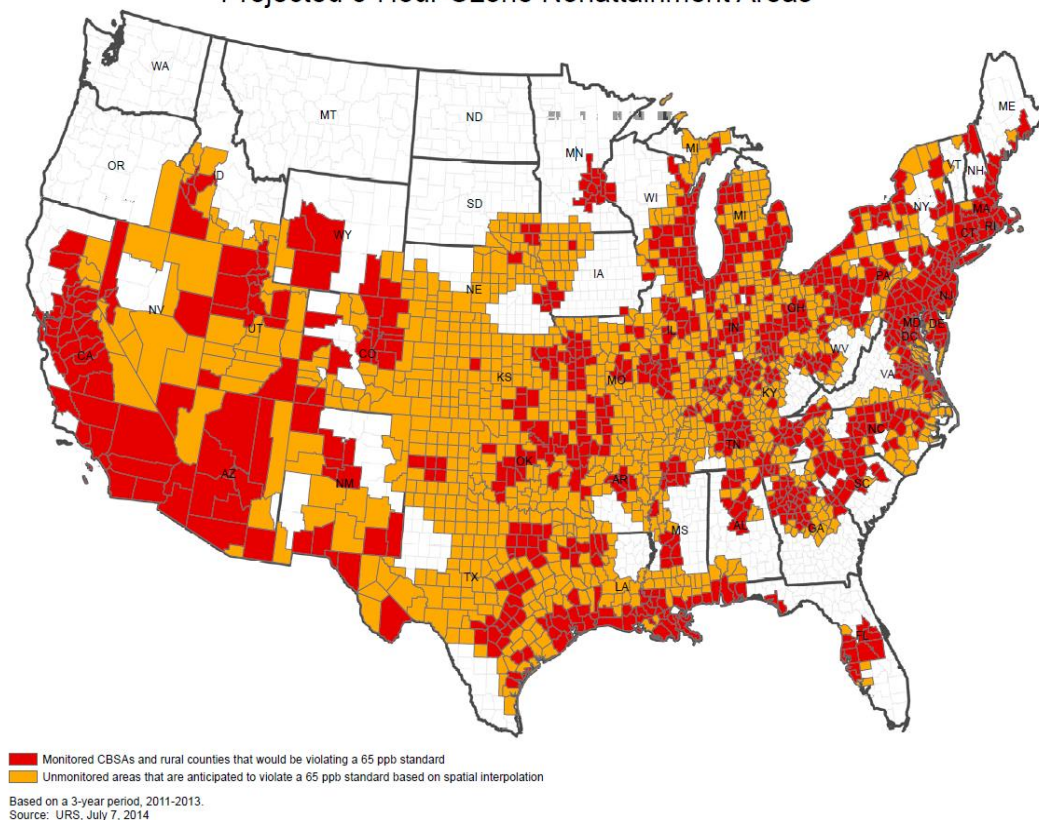 Projected 8-Hour Ozone Nonattainment Areas
WA
MT
ND
ME
OR
ID
MN
MI
VT
NH
SD
WI
NY
MA
WY
MI
CT
RI
IA
NE
PA
NV
OH
NJ
UT
IL
IN
MD
DE
CA
CO
DC
WV
KS
MO
VA
KY
NC
TN
AZ
OK
NM
AR
SC
MS
AL
GA
TX
LA
FL
Monitored CBSAs and rural counties that would be violating a 65 ppb standard
Unmonitored areas that are anticipated to violate a 65 ppb standard based on spatial interpolation
Based on a 3-year period, 2011-2013.
Source: URS, July 7, 2014